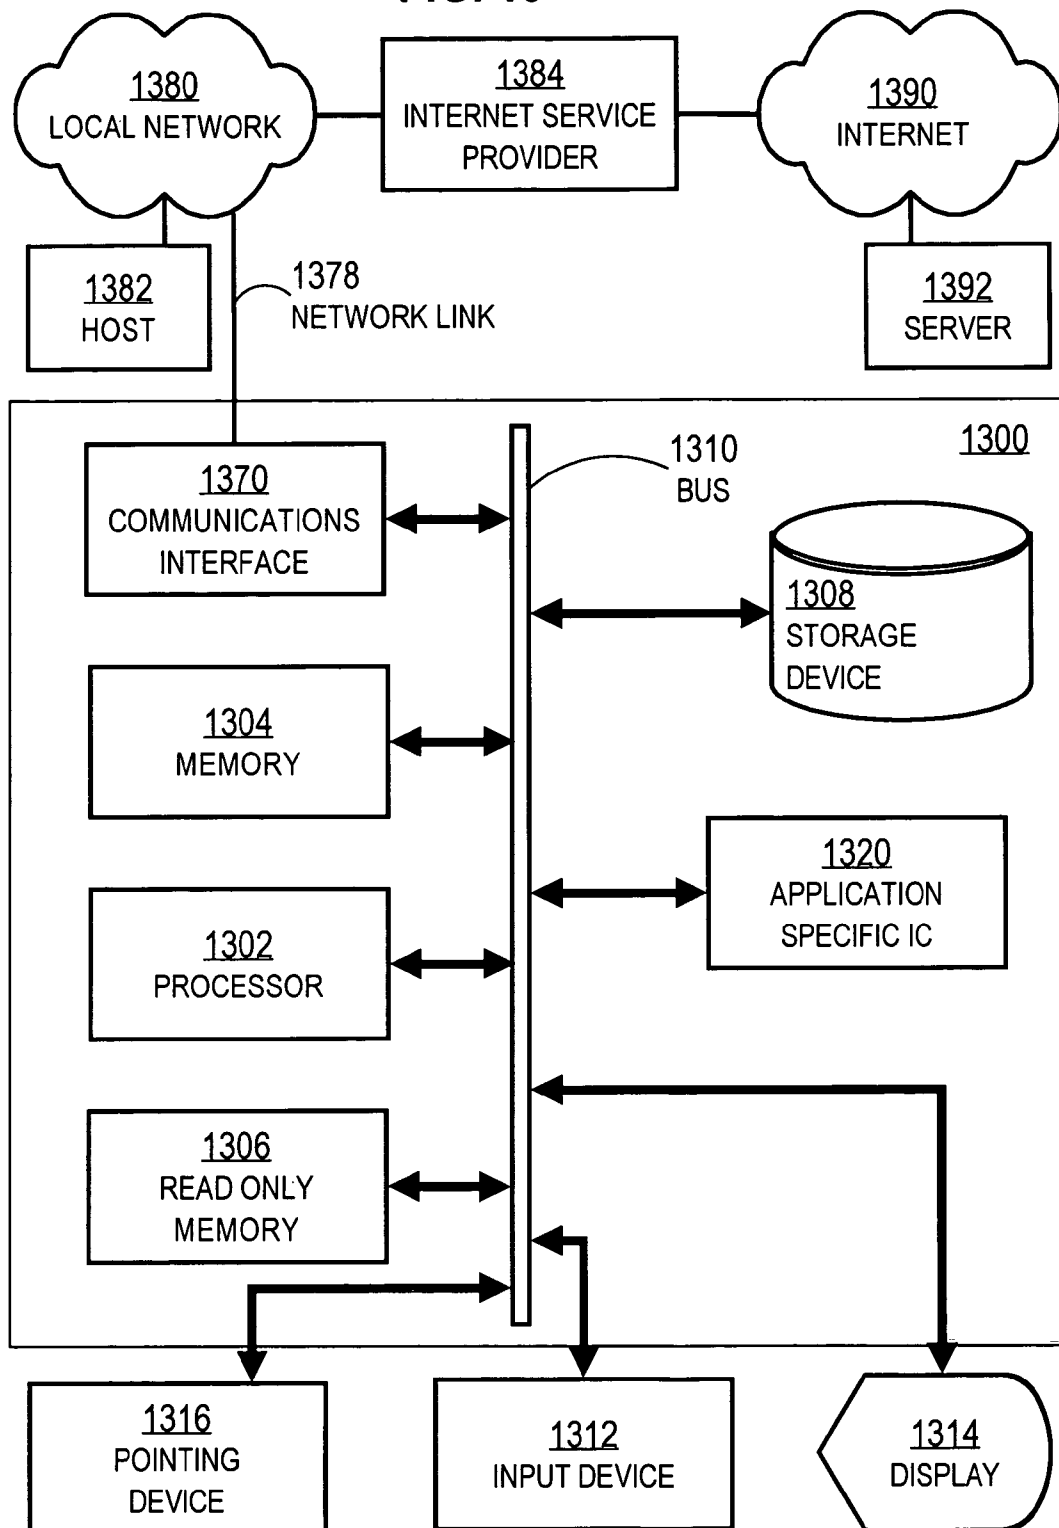 1380
LOCAL NETWORK
1384
INTERNET SERVICE
PROVIDER
1390
INTERNET
1382
HOST
1378
NETWORK LINK
1392
SERVER
1300
1370
COMMUNICATIONS
INTERFACE
1310
BUS
1308
STORAGE
DEVICE
1304
MEMORY
1320
APPLICATION
SPECIFIC IC
1302
PROCESSOR
1306
READ ONLY
MEMORY
1316
POINTING
DEVICE
1312
INPUT DEVICE
1314
DISPLAY